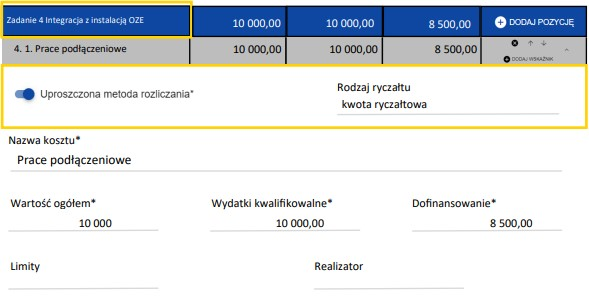 Zadanie 4 Integracja z instalacją OZE 10 000,00 10 000,00 8 500,00 DODAJ POZYCJĘ
4. 1. Prace podłączeniowe 10 000,00 10 000,00 8 500,00
DODAJ WSKAŹNIK
Uproszczona metoda rozliczania*
Rodzaj ryczałtu
kwota ryczałtowa
Nazwa kosztu*
Prace podłączeniowe
Wartość ogółem* Wydatki kwalifikowalne* Dofinansowanie*
10 000 10 000,00 8 500,00
Limity Realizator